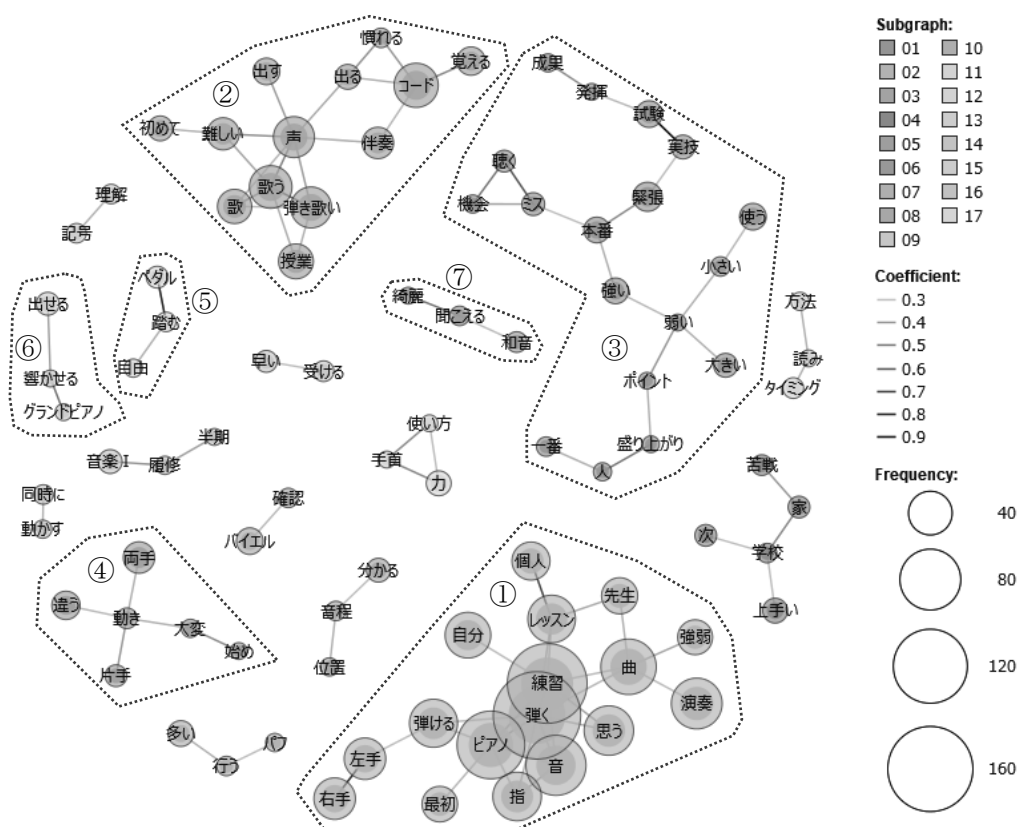 慣れる
覚える
出す
出る
コード
②
初めて
難しい
声
伴奏
歌う
歌
弾き歌い
授業
成果
発揮
試験
実技
聴く
機会
ミス
緊張
本番
使う
小さい
強い
弱い
③
ポイント
大きい
一番
盛り上がり
人
理解
記号
ペダル
⑤
踏む
自由
出せる
⑥
響かせる
グランドピアノ
⑦
綺麗
聞こえる
和音
早い
受ける
方法
読み
タイミング
半期
音楽Ⅰ
履修
使い方
手首
力
同時に
動かす
確認
バイエル
苦戦
家
次
学校
上手い
④
両手
違う
動き
大変
始め
片手
分かる
音程
位置
多い
行う
①
個人
レッスン
先生
自分
強弱
練習
曲
演奏
弾ける
弾く
思う
ピアノ
左手
音
右手
最初
指
Subgraph:
01 10
02 11
03 12
04 13
05 14
06 15
07 16
08 17
09
Coefficient:
0.3
0.4
0.5
0.6
0.7
0.8
0.9
Frequency:
40
80
120
160